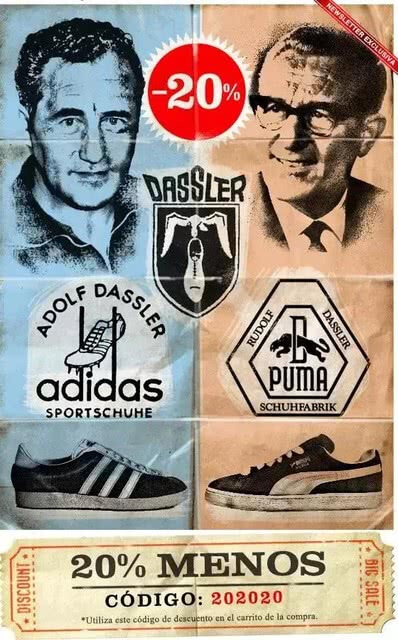 NEWSLETTER EXCLUSIVA
-20%
DASSLER
ADOLF DASSLER
adidas
SPORTSCHUHE
RUDOLF DASSLER
PUMA
SCHUHFABRIK
DISCOUNT
20% MENOS
CÓDIGO: 202020
*Utiliza este código de descuento en el carrito de la compra.
BIG SALE